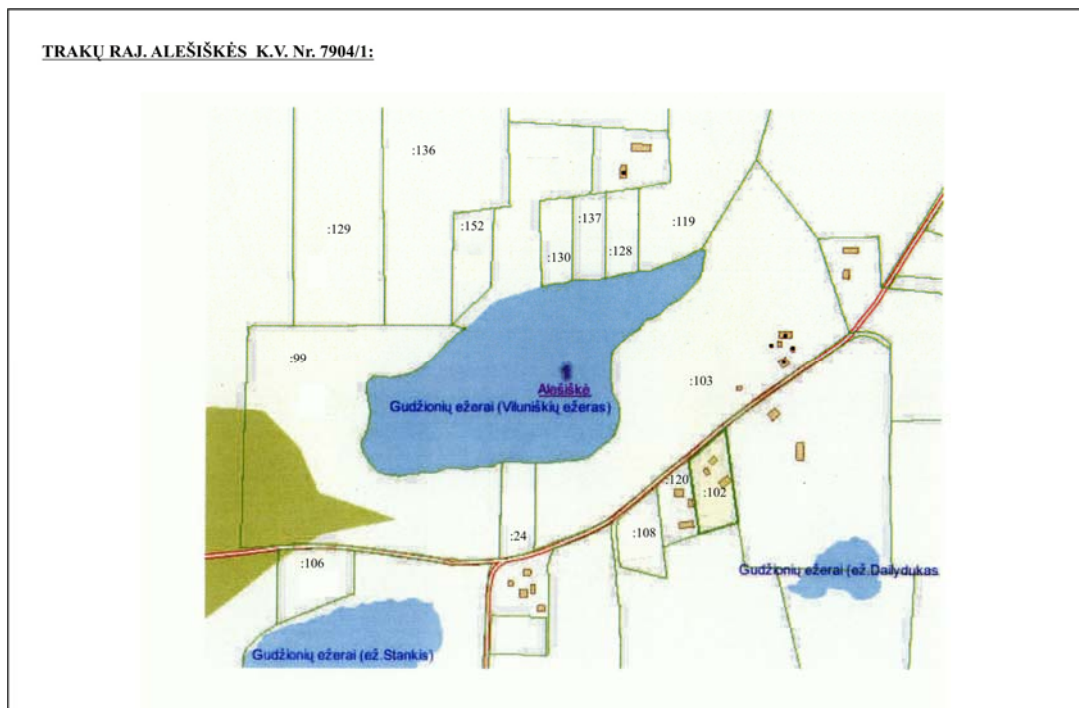 TRAKŲ RAJ. ALEŠIŠKĖS K.V. Nr. 7904/1:
:136
:129
:152
:137
:119
:130
:128
:99
Alešiškė
:103
Gudžionių ežerai (Viluniškių ežeras)
:120
:102
:24
:108
:106
Gudžionių ežerai (ež.Dailydukas
Gudžionių ežerai (ež.Stankis)